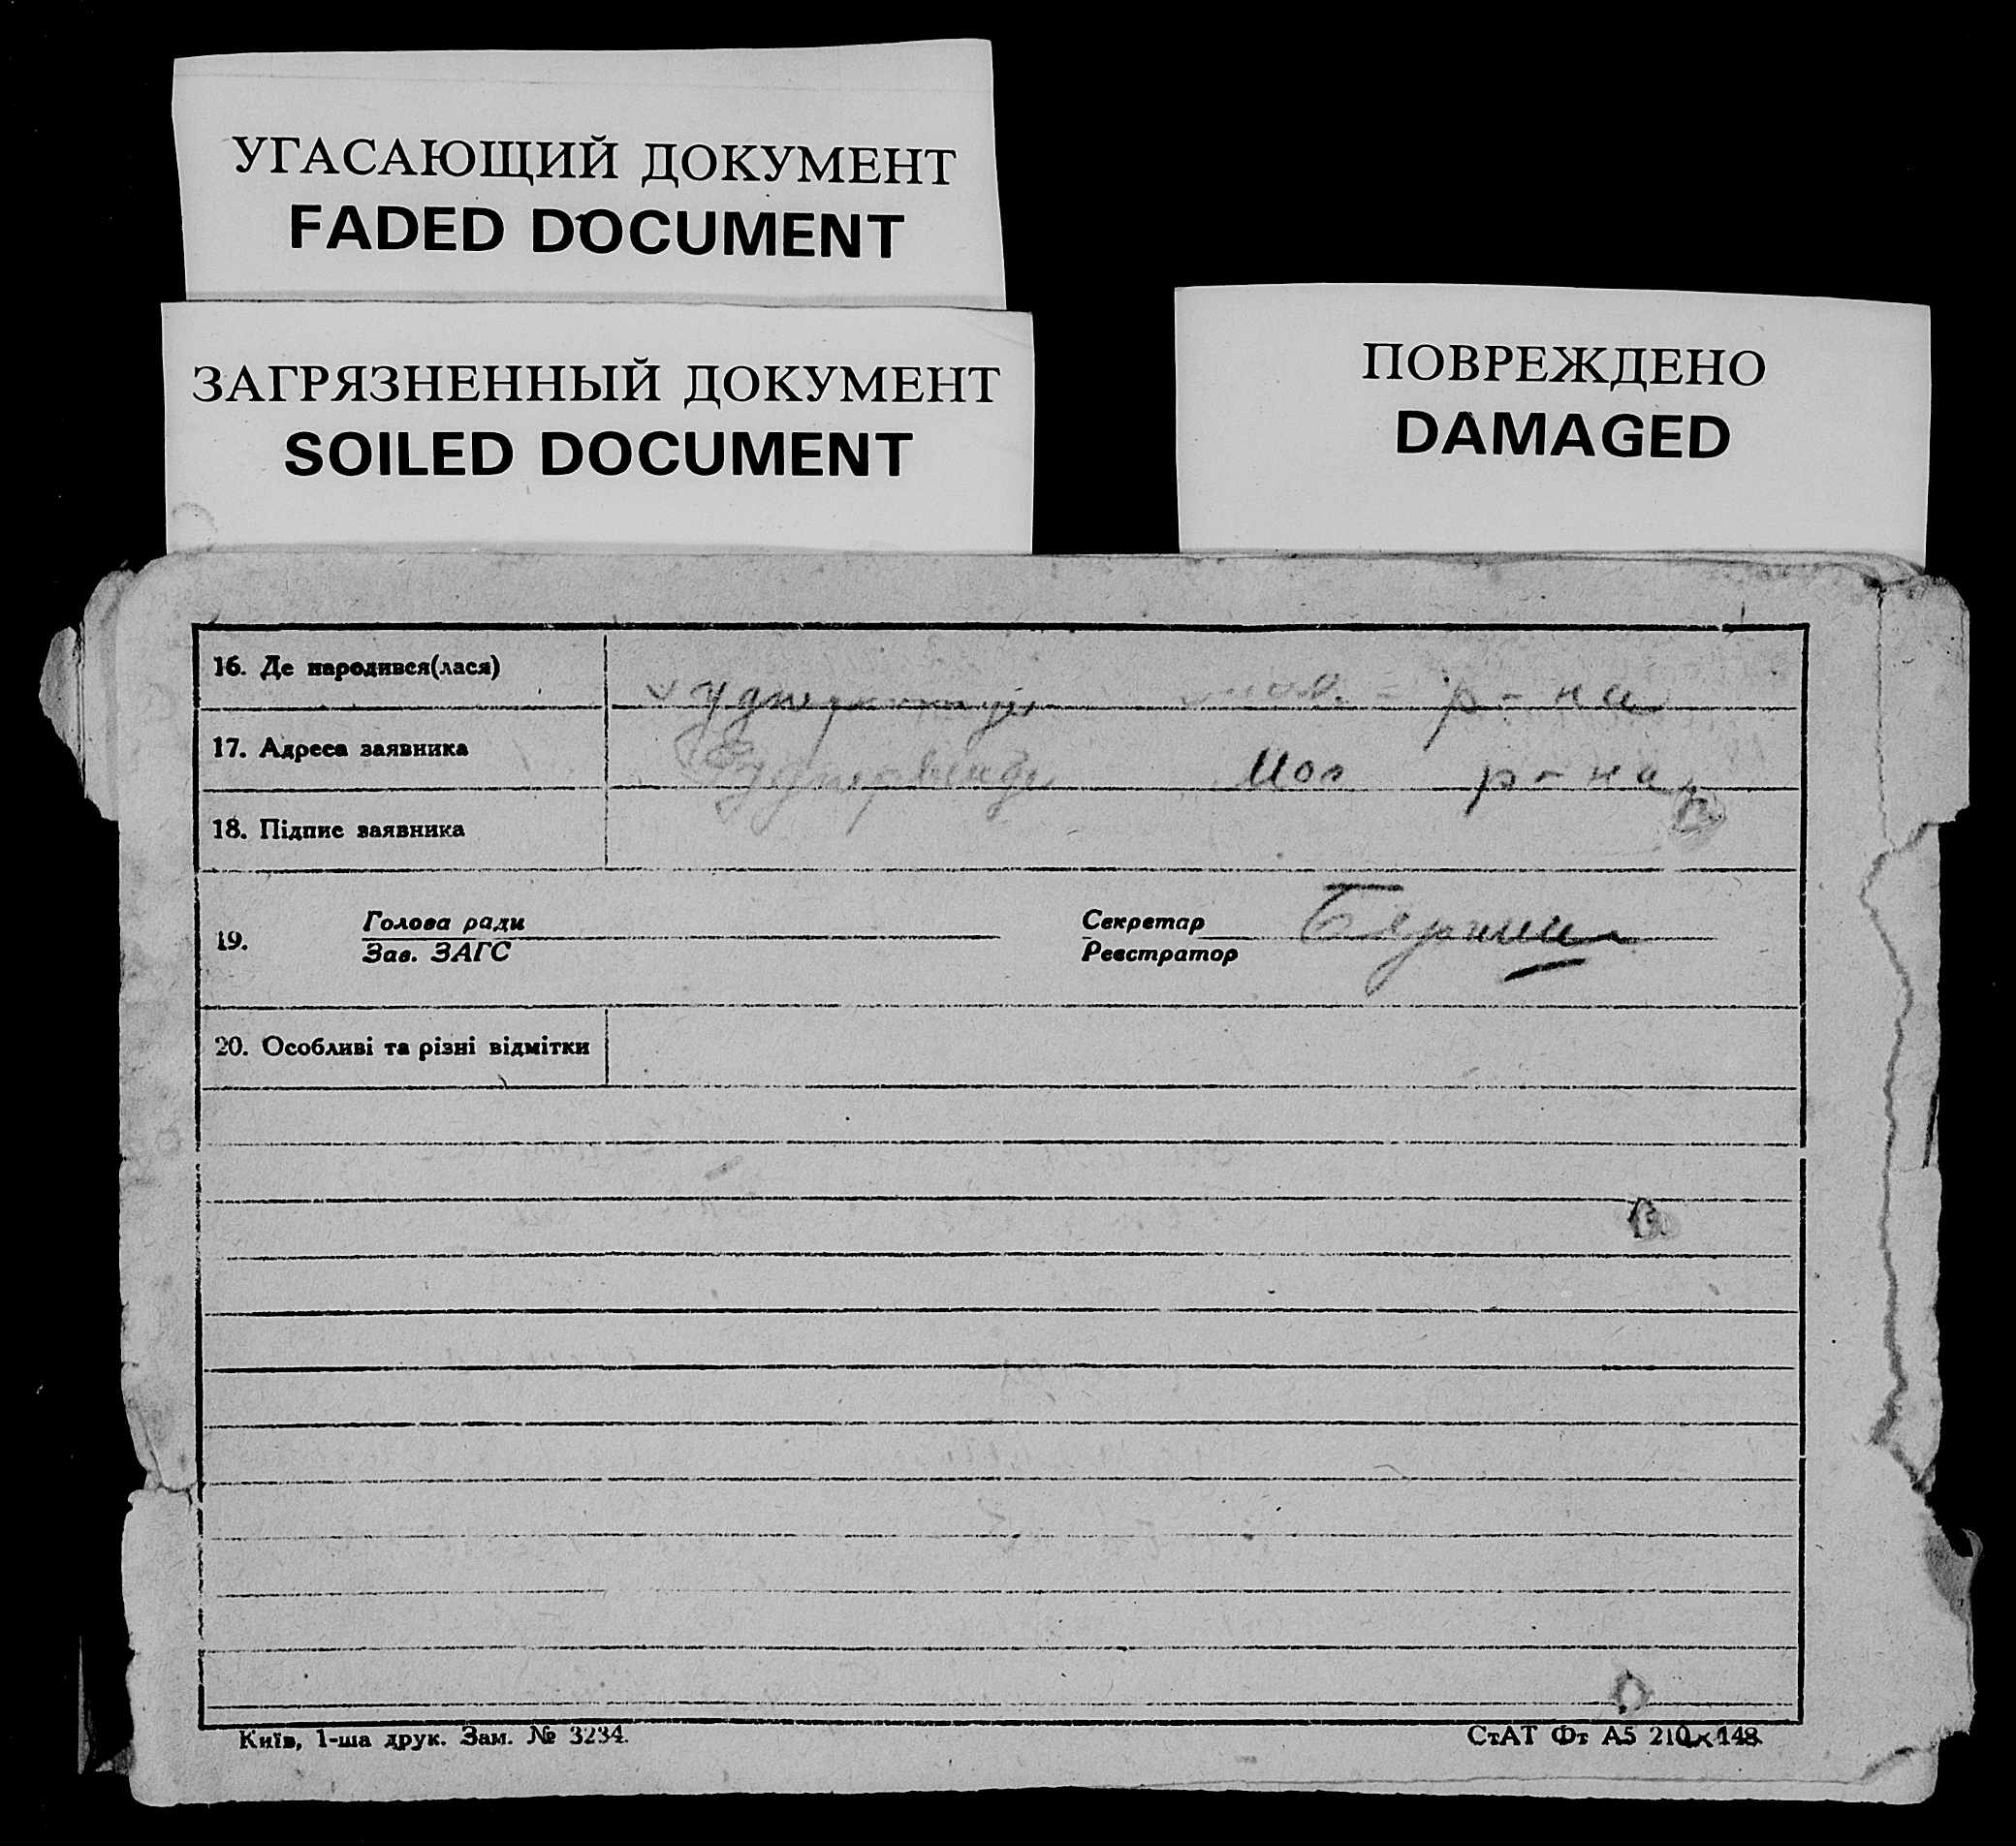 УГАСАЮЩИЙ ДОКУМЕНТ
FADED DOCUMENT
ЗАГРЯЗНЕННЫЙ ДОКУМЕНТ
SOILED DOCUMENT
ПОВРЕЖДЕНО
DAMAGED
16. Де народився(лася) р-на
17. Адреса заявника Мол р-на
18. Підпис заявника
19. Голова ради
Зав. ЗАГС
Секретар
Реєстратор
20. Особливі та різні відмітки
Київ, 1-ша друк. Зам. № 3234.
СтАТ Фт А5 210×148